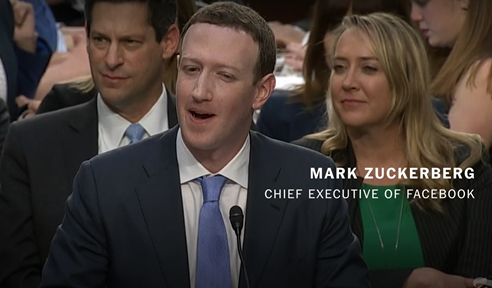 MARK ZUCKERBERG
CHIEF EXECUTIVE OF FACEBOOK